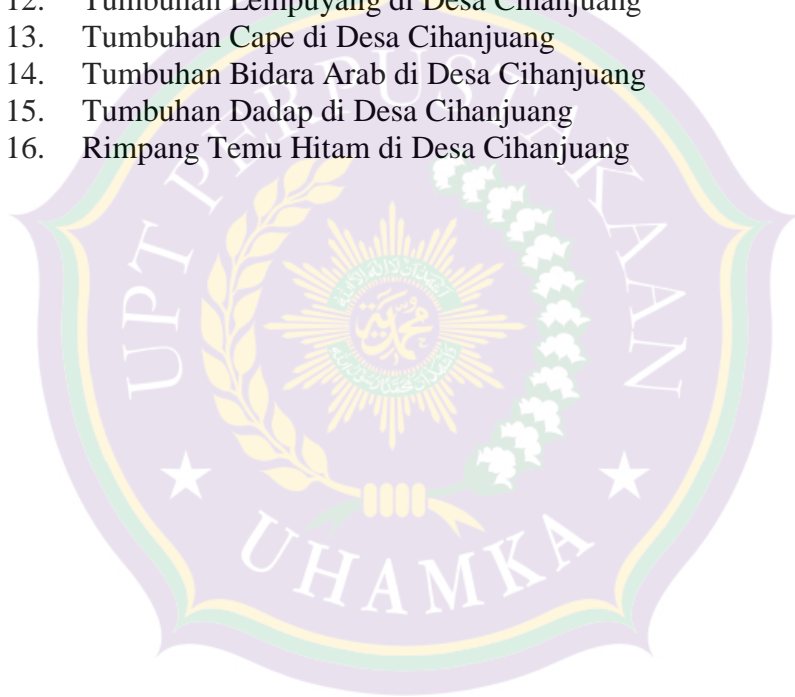 12. Tumbuhan Lempuyang di Desa Cihanjuang
13. Tumbuhan Cape di Desa Cihanjuang
14. Tumbuhan Bidara Arab di Desa Cihanjuang
15. Tumbuhan Dadap di Desa Cihanjuang
16. Rimpang Temu Hitam di Desa Cihanjuang
UPT PERPUSTAKAAN
UHAMKA